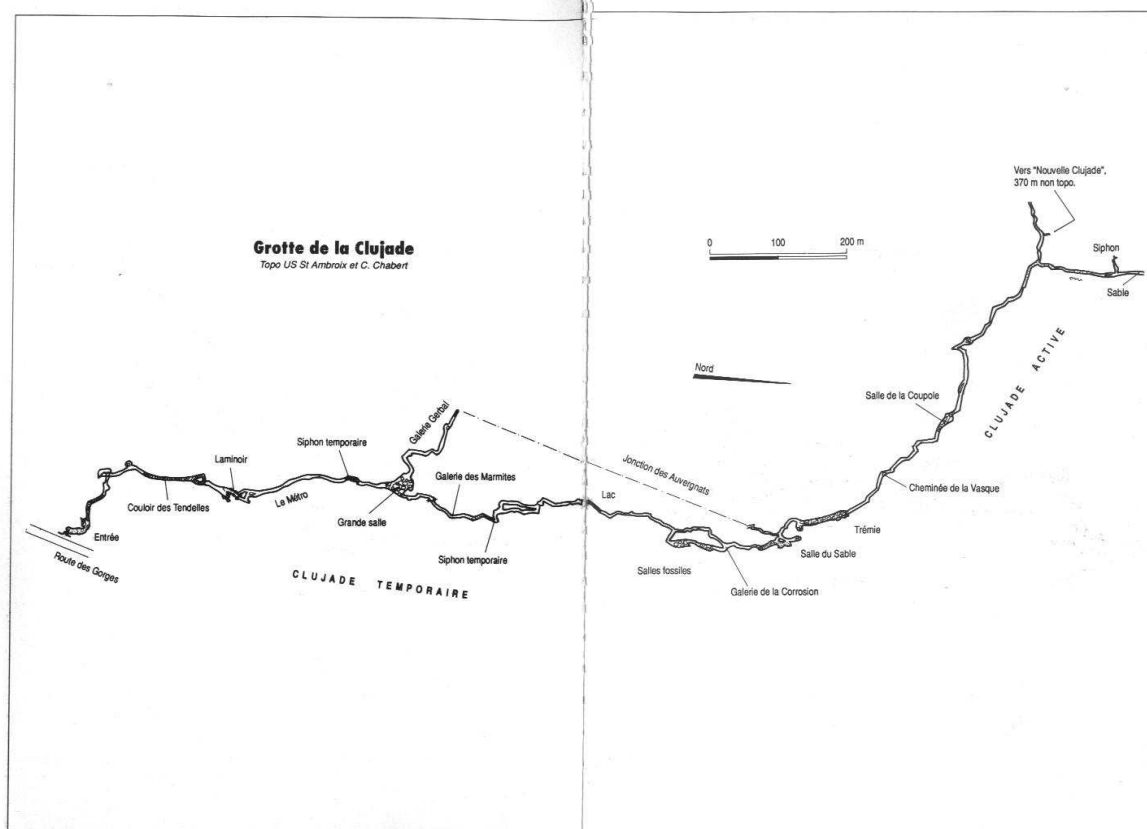 Grotte de la Clujade
Topo US St Ambroix et C. Chabert
Entrée
Route des Gorges
Couloir des Tendelles
Laminoir
Le Métro
Siphon temporaire
Grande salle
Galerie Gerbal
Galerie des Marmites
Siphon temporaire
CLUJADE TEMPORAIRE
Jonction des Auvergnats
Lac
Salles fossiles
Galerie de la Corrosion
Salle du Sable
Trémie
Cheminée de la Vasque
Salle de la Coupole
CLUJADE ACTIVE
0 100 200 m
Nord
Vers "Nouvelle Clujade",
370 m non topo.
Siphon
Sable